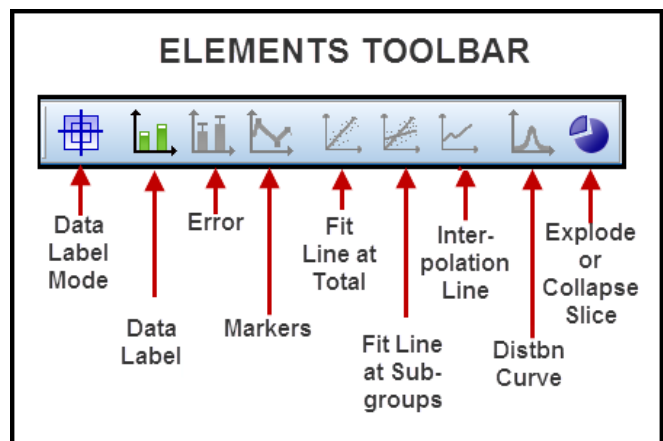 ELEMENTS TOOLBAR
Data
Label
Mode
Data
Label
Error
Markers
Fit
Line at
Total
Fit Line
at Sub-
groups
Inter-
polation
Line
Distbn
Curve
Explode
or
Collapse
Slice